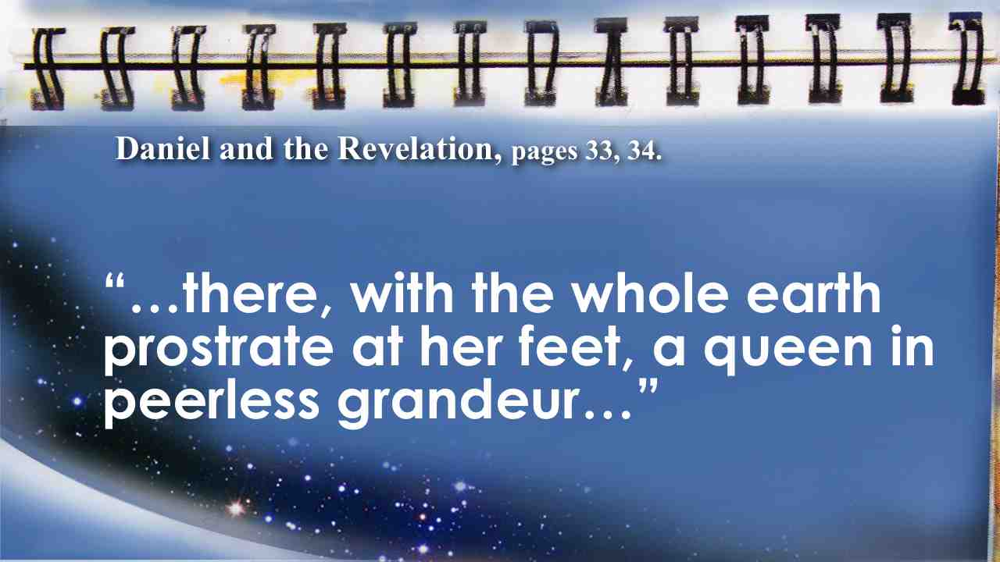 Daniel and the Revelation, pages 33, 34.
“…there, with the whole earth
prostrate at her feet, a queen in
peerless grandeur…”